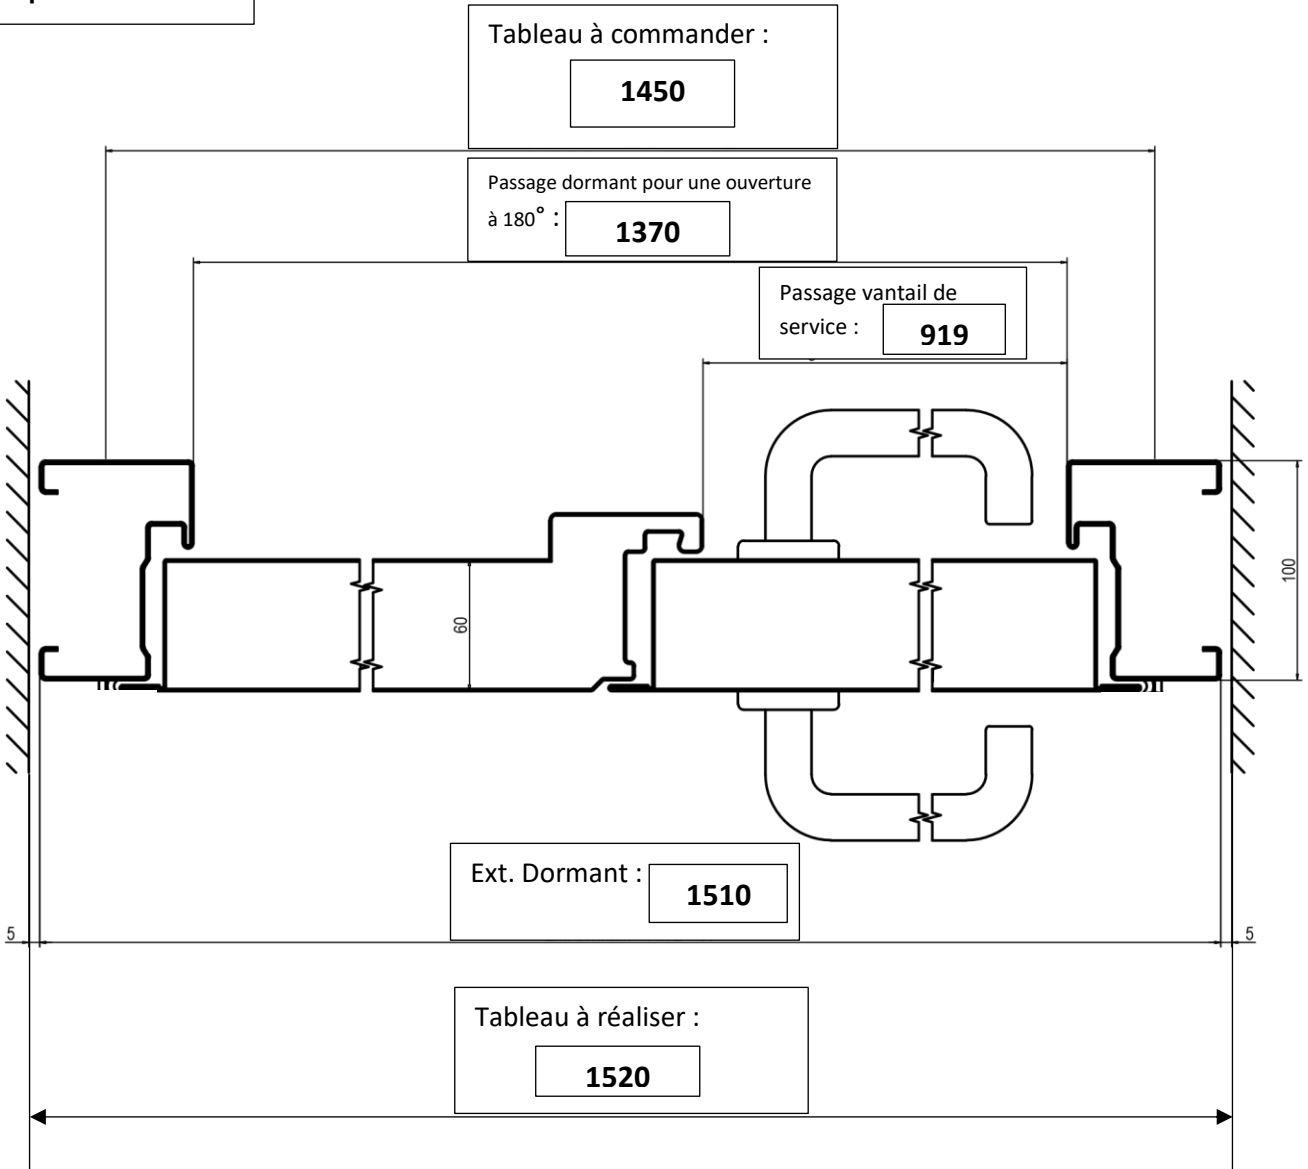 Tableau à commander :
1450
Passage dormant pour une ouverture
à 180° :
1370
Passage vantail de
service :
919
60
100
Ext. Dormant :
1510
5
5
Tableau à réaliser :
1520